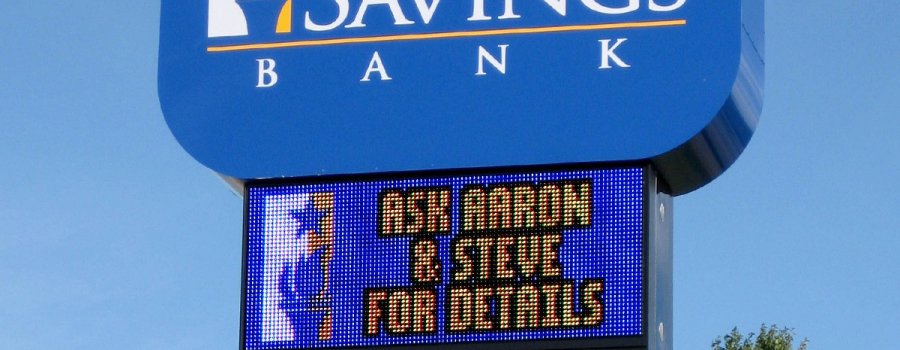 SAVINGS
BANK
ASK AARON
& STEVE
FOR DETAILS